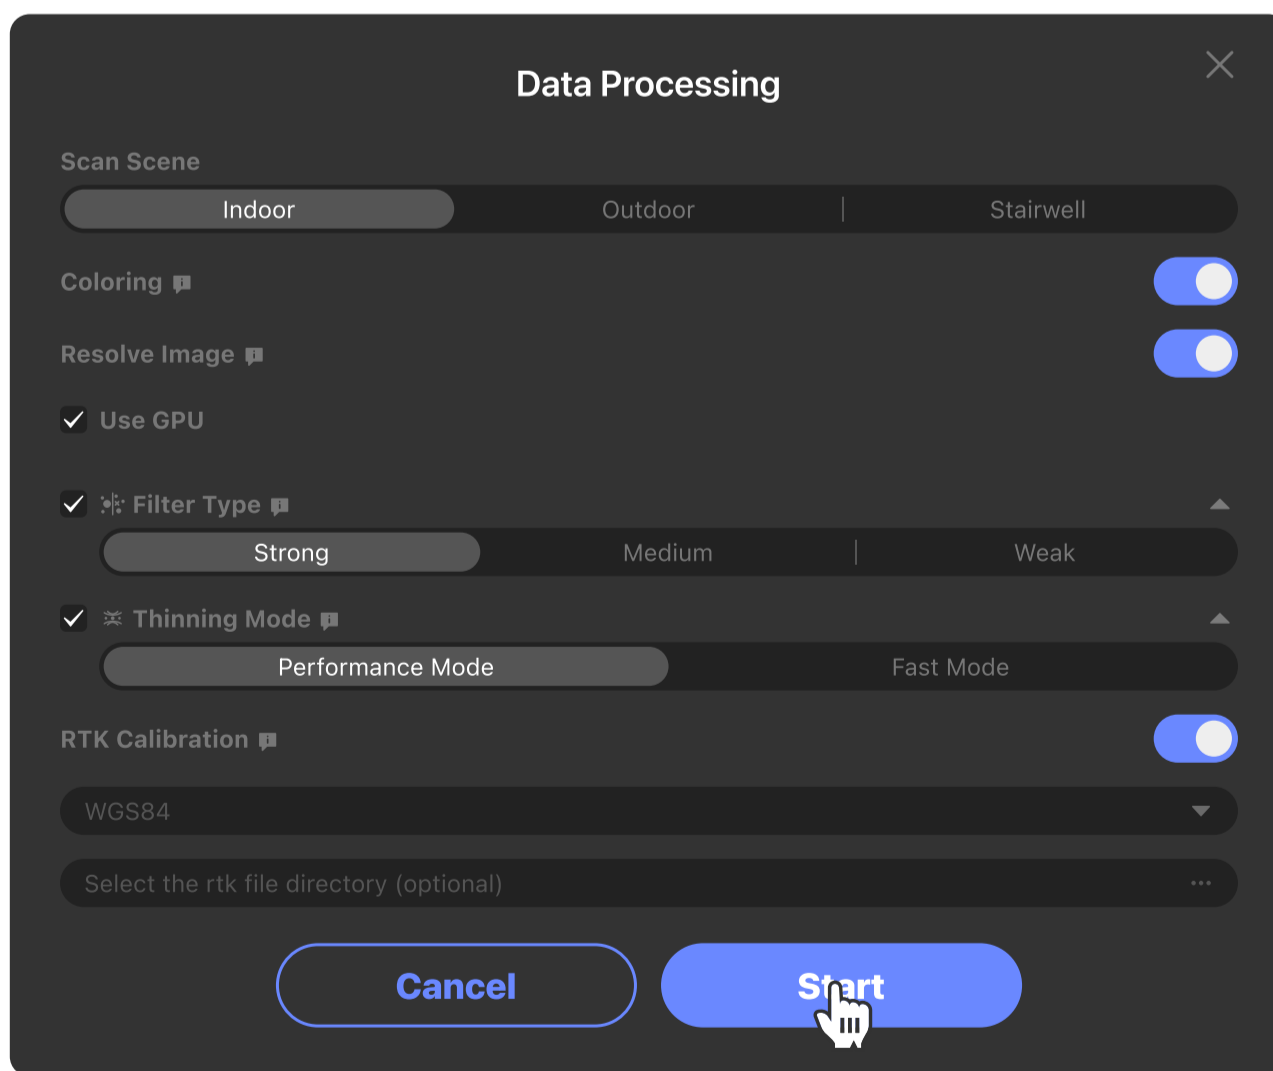 Data Processing
Scan Scene
Indoor Outdoor Stairwell
Coloring
Resolve Image
Use GPU
Filter Type
Strong Medium Weak
Thinning Mode
Performance Mode Fast Mode
RTK Calibration
WGS84
Select the rtk file directory (optional) ...
Cancel Start